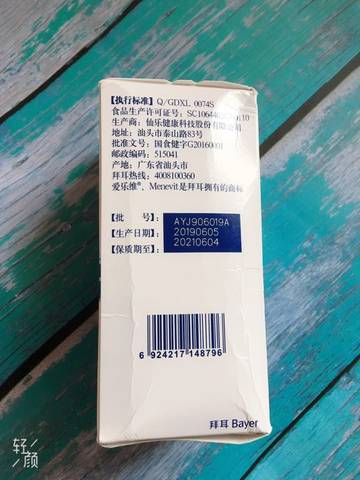 【执行标准】Q/GDXL 0074S
食品生产许可证号:
生产商: 仙乐健康科技股份有限公司
地址: 汕头市泰山路83号
批准文号: 国食健字G20160001
邮政编码: 515041
产地: 广东省汕头市
拜耳热线: 4008100360
爱乐维®、Menevit是拜耳拥有的商标
【批 号】: AYJ906019A
【生产日期】: 20190605
【保质期至】: 20210604
6 924217 148796
拜耳 Bayer
轻颜